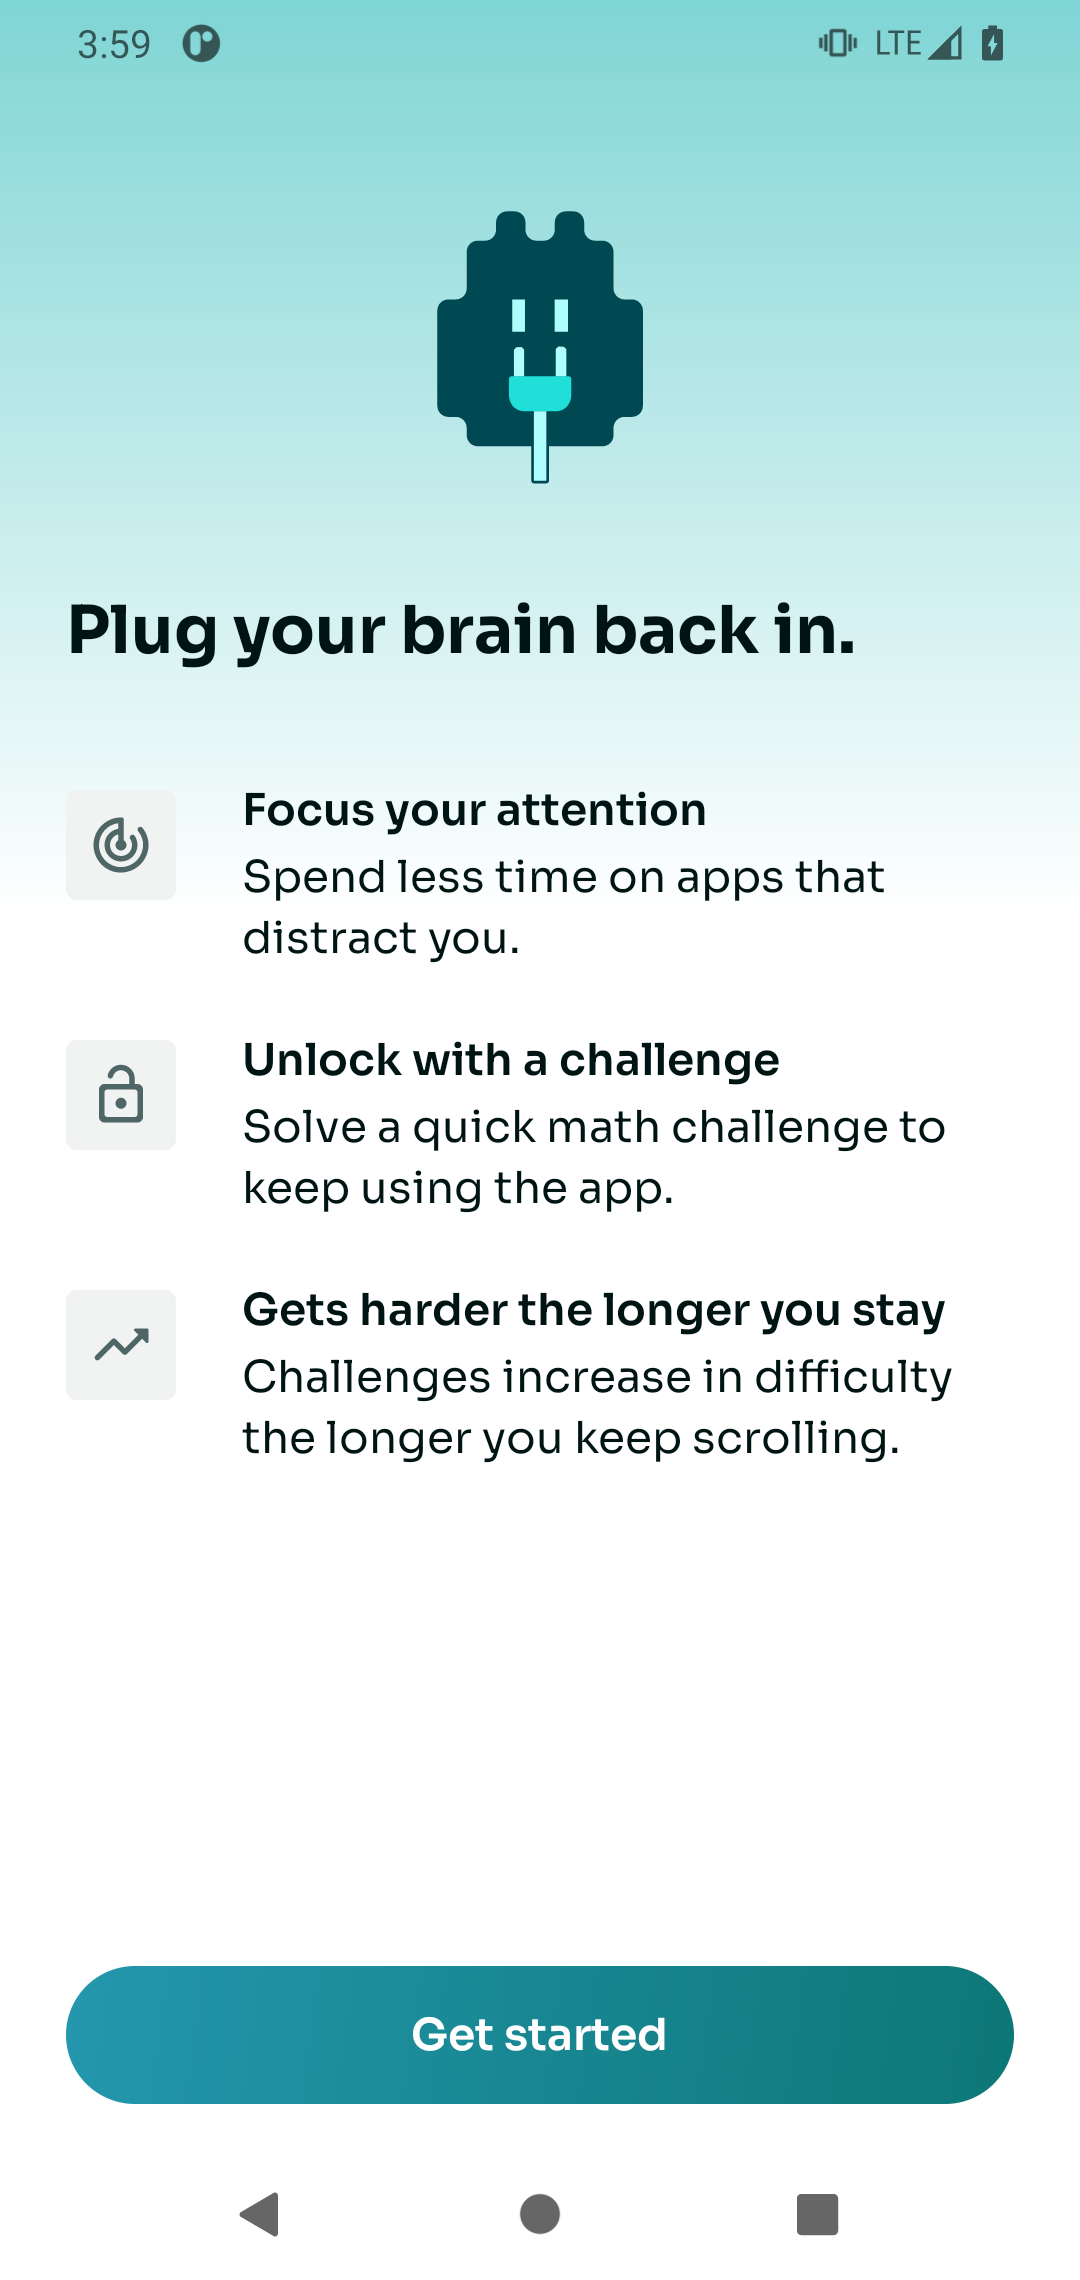 3:59
LTE
Plug your brain back in.
Focus your attention
Spend less time on apps that
distract you.
Unlock with a challenge
Solve a quick math challenge to
keep using the app.
Gets harder the longer you stay
Challenges increase in difficulty
the longer you keep scrolling.
Get started